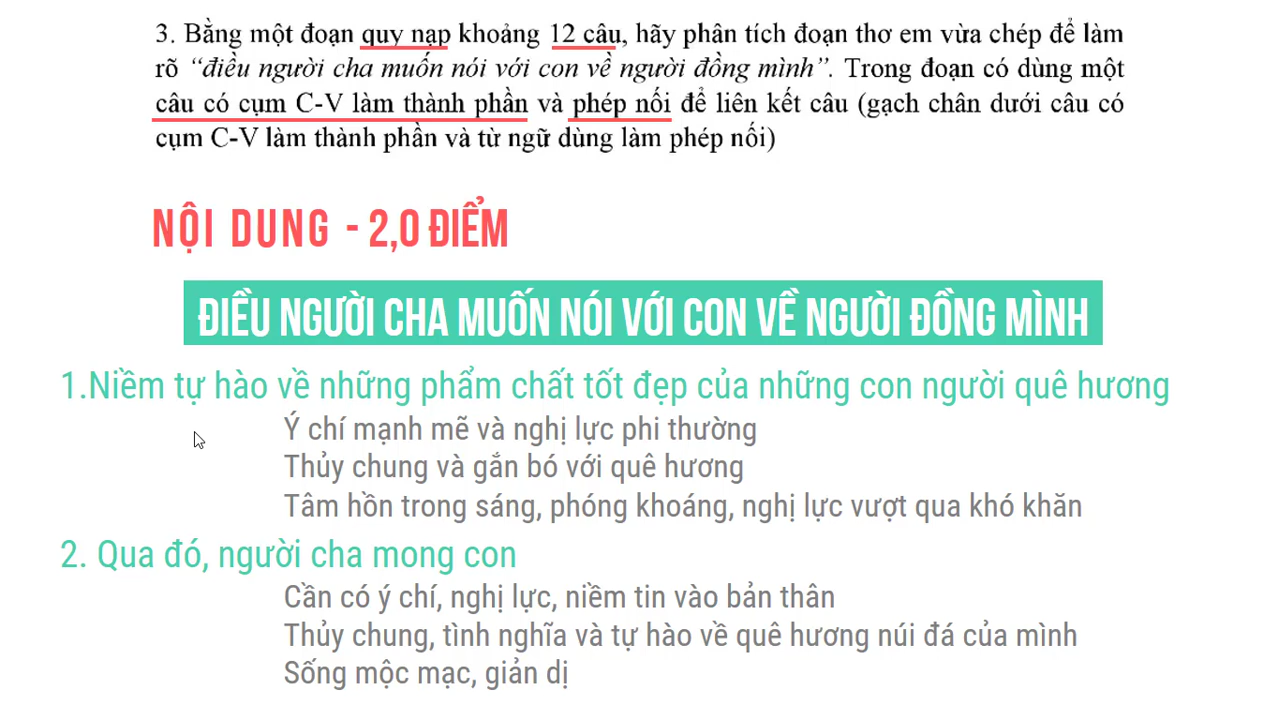 3. Bằng một đoạn quy nạp khoảng 12 câu, hãy phân tích đoạn thơ em vừa chép để làm
rõ “điều người cha muốn nói với con về người đồng mình”. Trong đoạn có dùng một
câu có cụm C-V làm thành phần và phép nối để liên kết câu (gạch chân dưới câu có
cụm C-V làm thành phần và từ ngữ dùng làm phép nối)
NỘI DUNG - 2,0 ĐIỂM
ĐIỀU NGƯỜI CHA MUỐN NÓI VỚI CON VỀ NGƯỜI ĐỒNG MÌNH
1.Niềm tự hào về những phẩm chất tốt đẹp của những con người quê hương
Ý chí mạnh mẽ và nghị lực phi thường
Thủy chung và gắn bó với quê hương
Tâm hồn trong sáng, phóng khoáng, nghị lực vượt qua khó khăn
2. Qua đó, người cha mong con
Cần có ý chí, nghị lực, niềm tin vào bản thân
Thủy chung, tình nghĩa và tự hào về quê hương núi đá của mình
Sống mộc mạc, giản dị